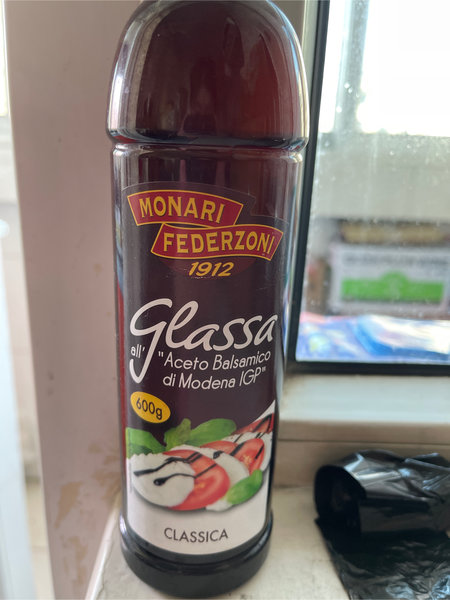 MONARI
FEDERZONI
1912
Glassa
all' "Aceto Balsamico
di Modena IGP"
600g
CLASSICA